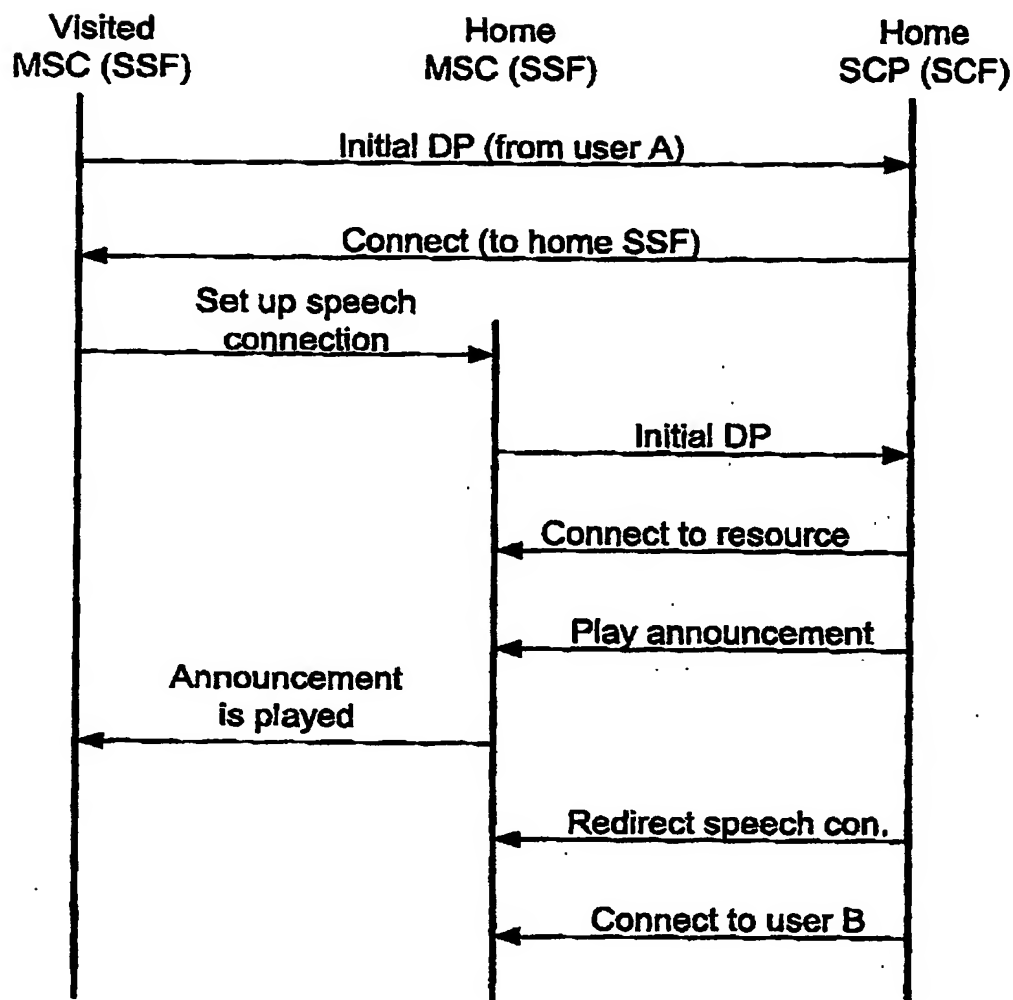 Visited
MSC (SSF)
Home
MSC (SSF)
Home
SCP (SCF)
Initial DP (from user A)
Connect (to home SSF)
Set up speech
connection
Initial DP
Connect to resource
Play announcement
Announcement
is played
Redirect speech con.
Connect to user B